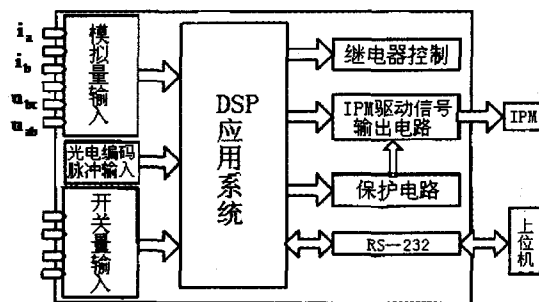 i_a
i_b
u_bc
u_ab
模拟量输入
光电编码
脉冲输入
开关量输入
DSP
应用系统
继电器控制
IPM驱动信号
输出电路
保护电路
RS--232
IPM
上位机